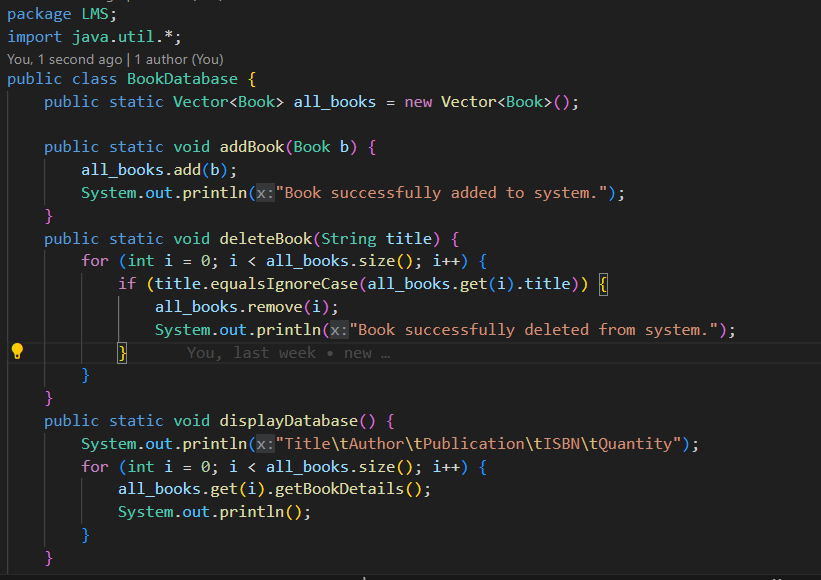 package LMS;
import java.util.*;
You, 1 second ago | 1 author (You)
public class BookDatabase {
    public static Vector<Book> all_books = new Vector<Book>();

    public static void addBook(Book b) {
        all_books.add(b);
        System.out.println(x:"Book successfully added to system.");
    }
    public static void deleteBook(String title) {
        for (int i = 0; i < all_books.size(); i++) {
            if (title.equalsIgnoreCase(all_books.get(i).title)) {
                all_books.remove(i);
                System.out.println(x:"Book successfully deleted from system.");
            }     You, last week • new …
        }
    }
    public static void displayDatabase() {
        System.out.println(x:"Title\tAuthor\tPublication\tISBN\tQuantity");
        for (int i = 0; i < all_books.size(); i++) {
            all_books.get(i).getBookDetails();
            System.out.println();
        }
    }